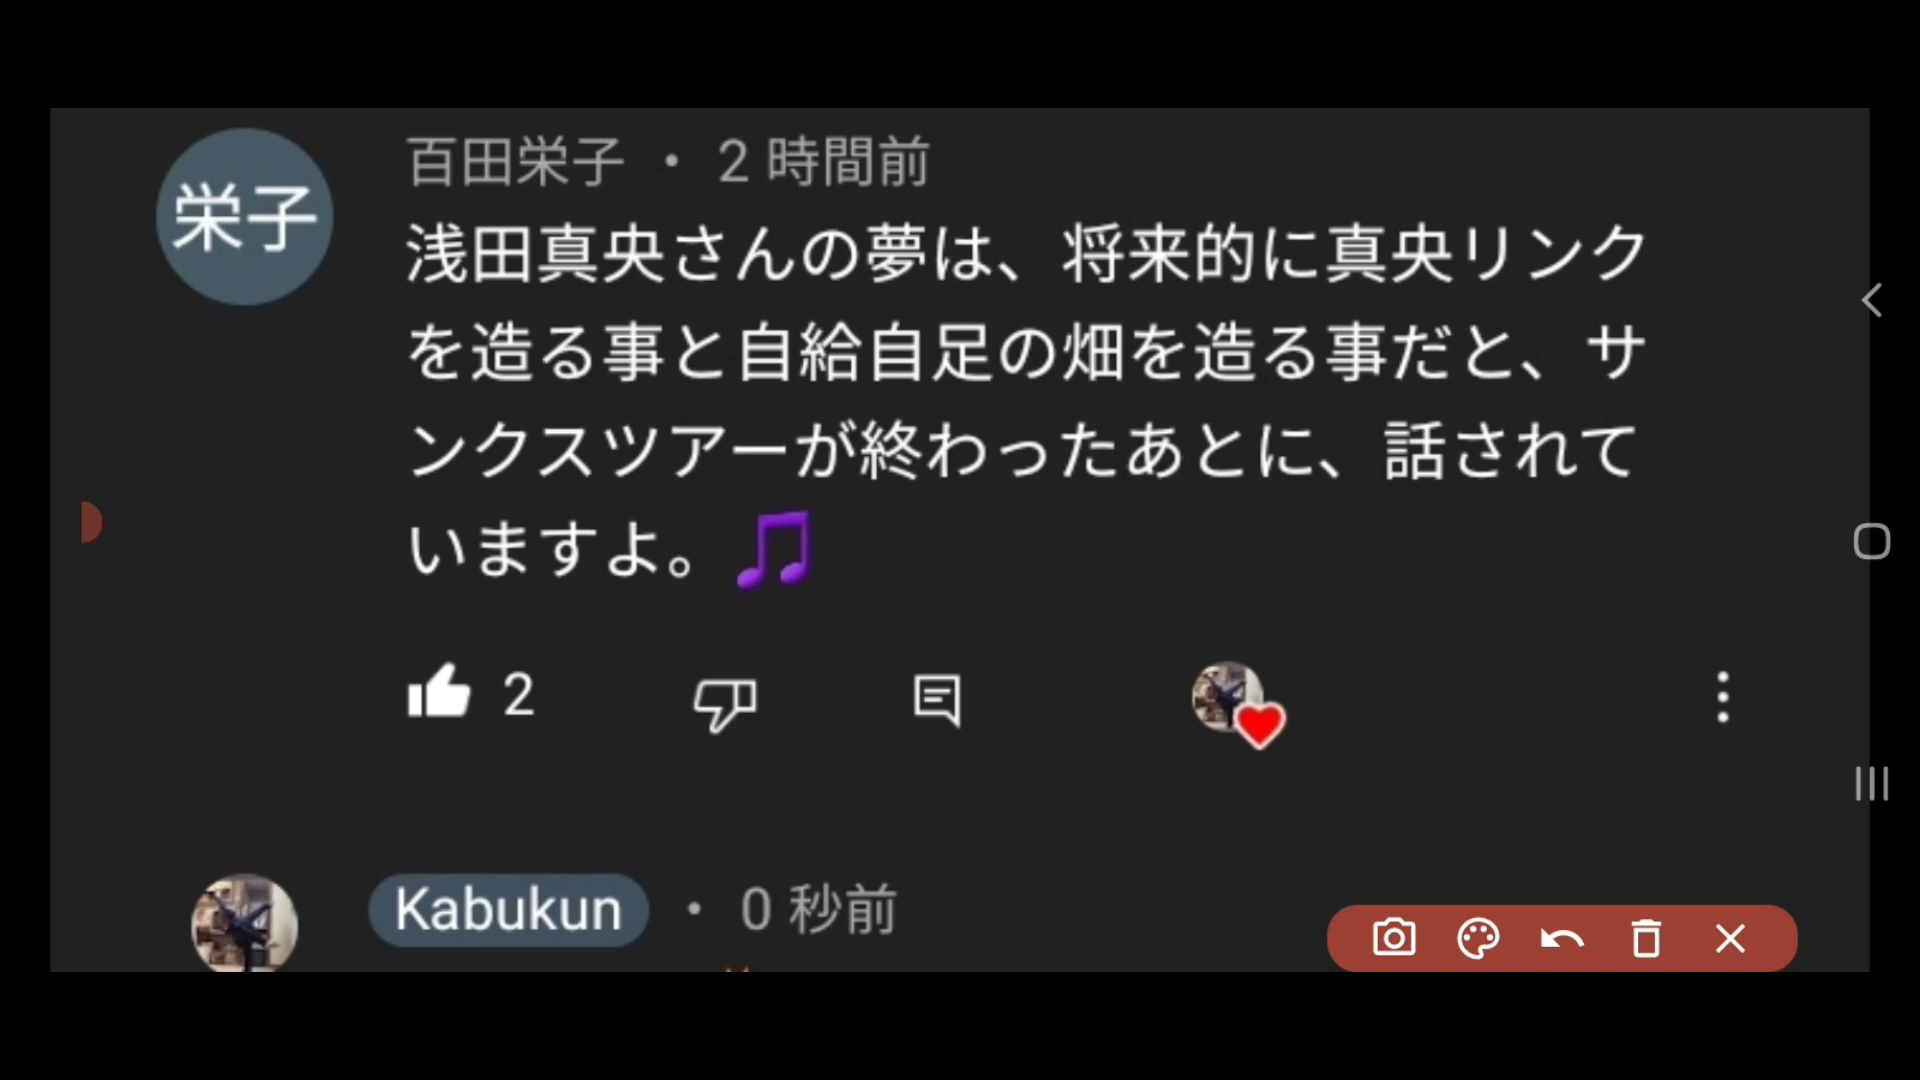 栄子
百田栄子 ・ 2 時間前
浅田真央さんの夢は、将来的に真央リンク
を造る事と自給自足の畑を造る事だと、サ
ンクスツアーが終わったあとに、話されて
いますよ。🎵
2
Kabukun ・ 0 秒前